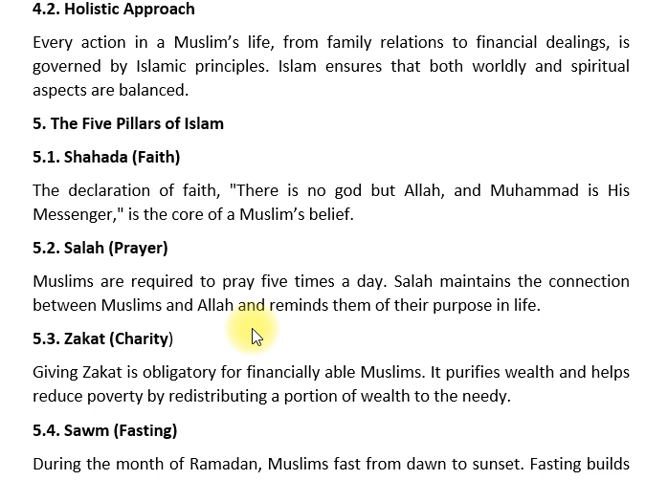 4.2. Holistic Approach
Every action in a Muslim’s life, from family relations to financial dealings, is
governed by Islamic principles. Islam ensures that both worldly and spiritual
aspects are balanced.
5. The Five Pillars of Islam
5.1. Shahada (Faith)
The declaration of faith, "There is no god but Allah, and Muhammad is His
Messenger," is the core of a Muslim’s belief.
5.2. Salah (Prayer)
Muslims are required to pray five times a day. Salah maintains the connection
between Muslims and Allah and reminds them of their purpose in life.
5.3. Zakat (Charity)
Giving Zakat is obligatory for financially able Muslims. It purifies wealth and helps
reduce poverty by redistributing a portion of wealth to the needy.
5.4. Sawm (Fasting)
During the month of Ramadan, Muslims fast from dawn to sunset. Fasting builds